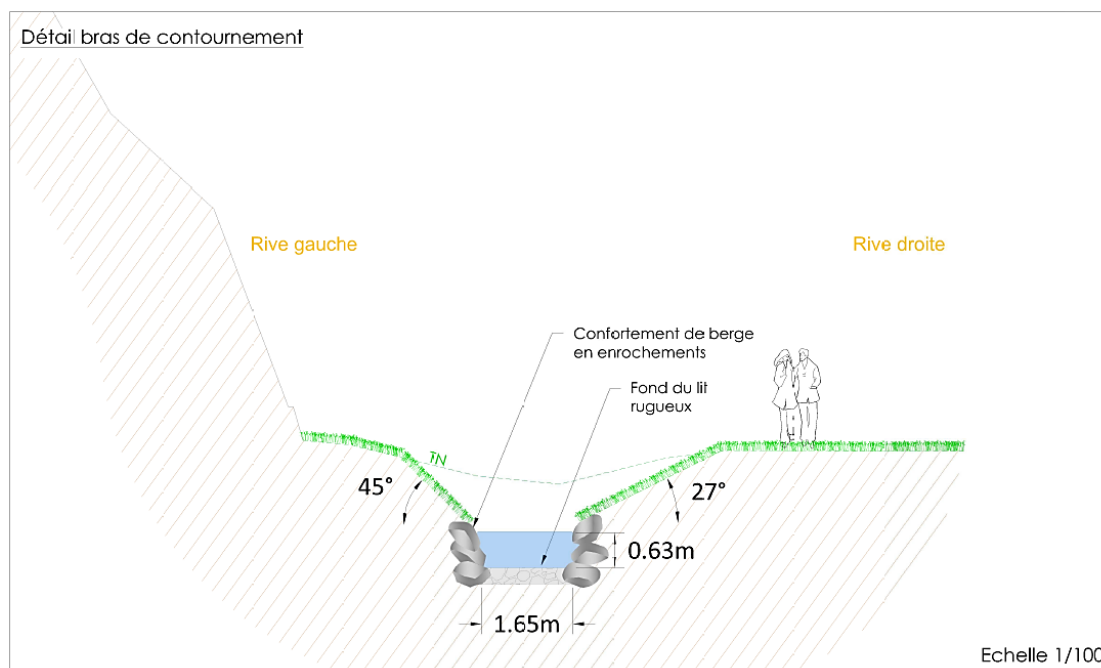 Détail bras de contournement
Rive gauche
Rive droite
Confortement de berge
en enrochements
Fond du lit
rugueux
TN
45°
27°
0.63m
1.65m
Echelle 1/100